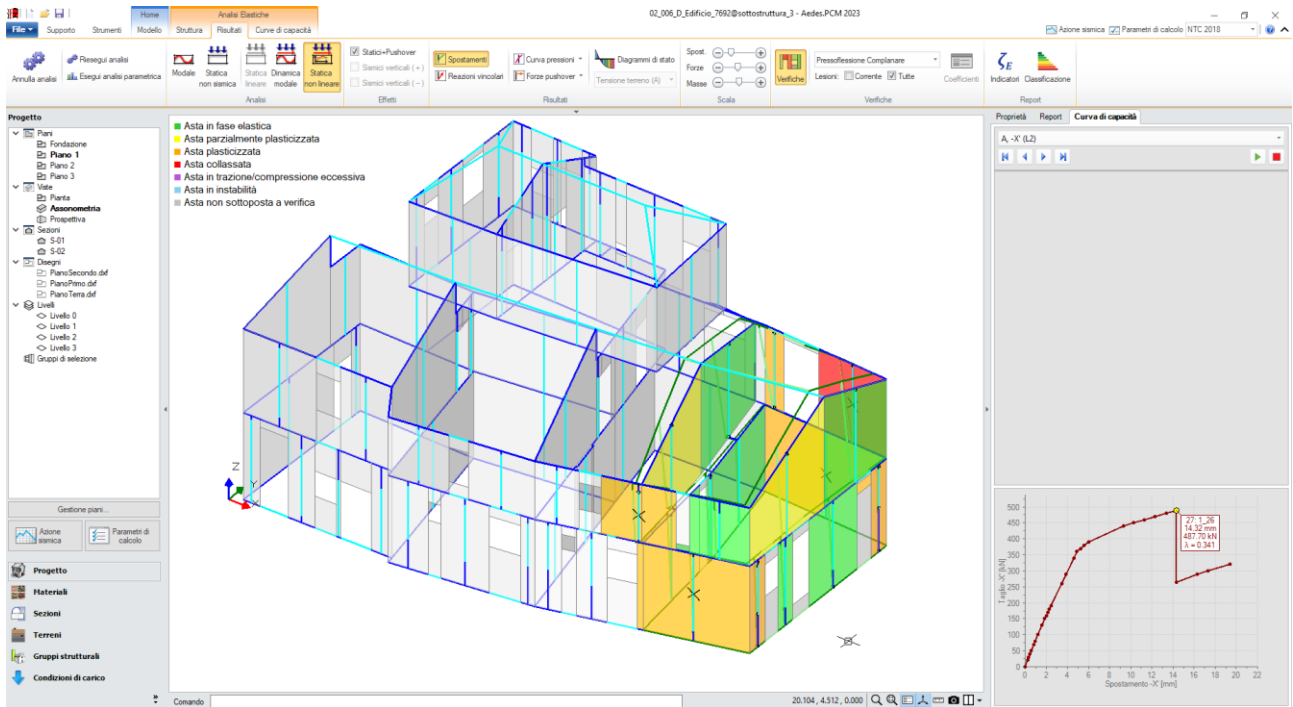 02_006_D_Edificio_7692@sottostruttura_3 - Aedes.PCM 2023
Home
Analisi Elastiche
File
Supporto
Strumenti
Modello
Struttura
Risultati
Curva di capacità
Azione sismica
Parametri di calcolo
NTC 2018
Annulla analisi
Riesegui analisi
Esegui analisi parametrica
Modale
Statica non sismica
Statica lineare
Dinamica modale
Statica non lineare
Analisi
Statici+Pushover
Sismici verticali (+)
Sismici verticali (−)
Effetti
Spostamenti
Reazioni vincolari
Curva pressioni
Forze pushover
Diagrammi di stato
Tensione terreno (A)
Risultati
Spost.
Forze
Masse
Scala
Verifiche
Pressoflessione Complanare
Lesioni:
Corrente
Tutte
Coefficienti
Verifiche
Indicatori
Classificazione
Report
Progetto
Piani
Fondazione
Piano 1
Piano 2
Piano 3
Viste
Pianta
Assonometria
Prospettiva
Sezioni
S-01
S-02
Disegni
PianoSecondo.dxf
PianoPrimo.dxf
PianoTerra.dxf
Livelli
Livello 0
Livello 1
Livello 2
Livello 3
Gruppi di selezione
Gestione piani...
Azione sismica
Parametri di calcolo
Progetto
Materiali
Sezioni
Terreni
Gruppi strutturali
Condizioni di carico
Asta in fase elastica
Asta parzialmente plasticizzata
Asta plasticizzata
Asta collassata
Asta in trazione/compressione eccessiva
Asta in instabilità
Asta non sottoposta a verifica
Z
Y
X
Comando
20.104 , 4.512 , 0.000
Proprietà
Report
Curva di capacità
A, -X' (L2)
Taglio -X' [kN]
500
450
400
350
300
250
200
150
100
50
0
27: 1_26
14.32 mm
487.70 kN
λ = 0.341
0 2 4 6 8 10 12 14 16 18 20 22
Spostamento -X' [mm]